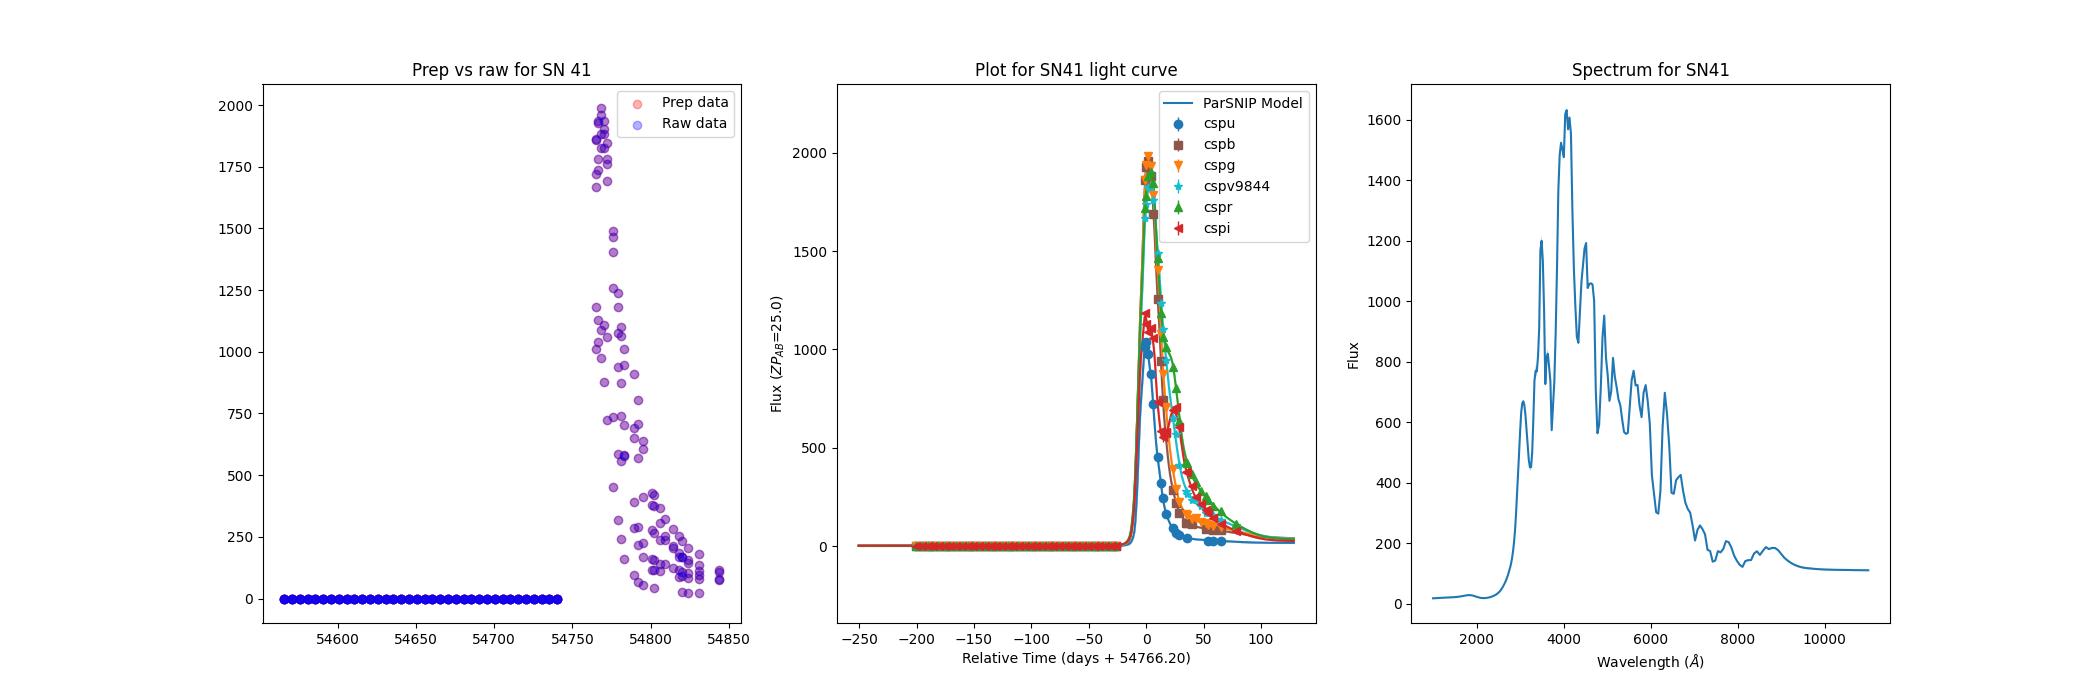 Prep vs raw for SN 41
Prep data
Raw data
2000
1750
1500
1250
1000
750
500
250
0
54600
54650
54700
54750
54800
54850
Plot for SN41 light curve
ParSNIP Model
cspu
cspb
cspg
cspv9844
cspr
cspi
Flux (ZP_AB=25.0)
2000
1500
1000
500
0
−250
−200
−150
−100
−50
0
50
100
Relative Time (days + 54766.20)
Spectrum for SN41
Flux
1600
1400
1200
1000
800
600
400
200
0
2000
4000
6000
8000
10000
Wavelength (Å)